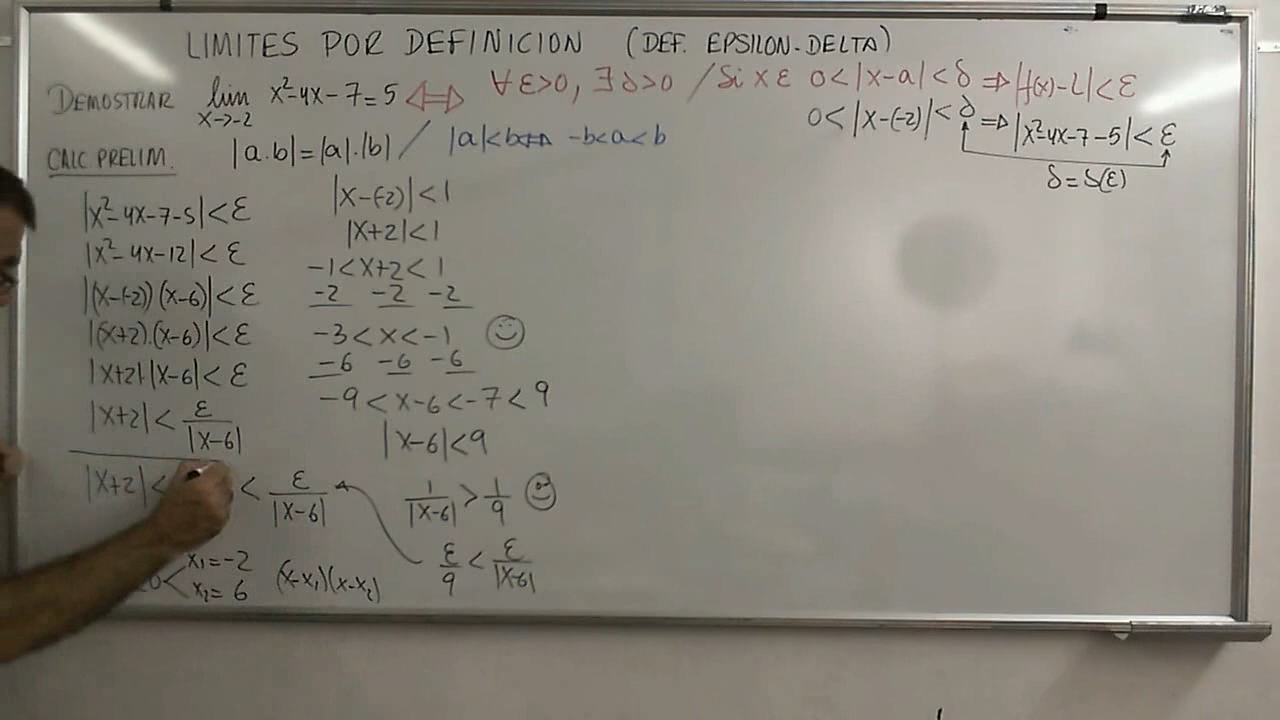 LIMITES POR DEFINICION (DEF. EPSILON-DELTA)
DEMOSTRAR lim x²-4x-7=5 ⇔ ∀ε>0, ∃δ>0 / Si x ε 0<|x-a|<δ ⇒ |f(x)-L|<ε
x→-2
0<|x-(-2)|<δ ⇒ |x²-4x-7-5|<ε
δ=δ(ε)
CALC PRELIM. |a.b|=|a|.|b| / |a|<b⇔ -b<a<b
|x²-4x-7-5|<ε
|x²-4x-12|<ε
|(x-(-2))(x-6)|<ε
|(x+2).(x-6)|<ε
|x+2|.|x-6|<ε
|x+2|< ε/|x-6|
|x+2|< < ε/|x-6|
x₁=-2
x₂=6
(x-x₁)(x-x₂)
|x-(-2)|<1
|x+2|<1
-1<x+2<1
-2 -2 -2
-3<x<-1
-6 -6 -6
-9<x-6<-7<9
|x-6|<9
1/|x-6| > 1/9
ε/9 < ε/|x-6|